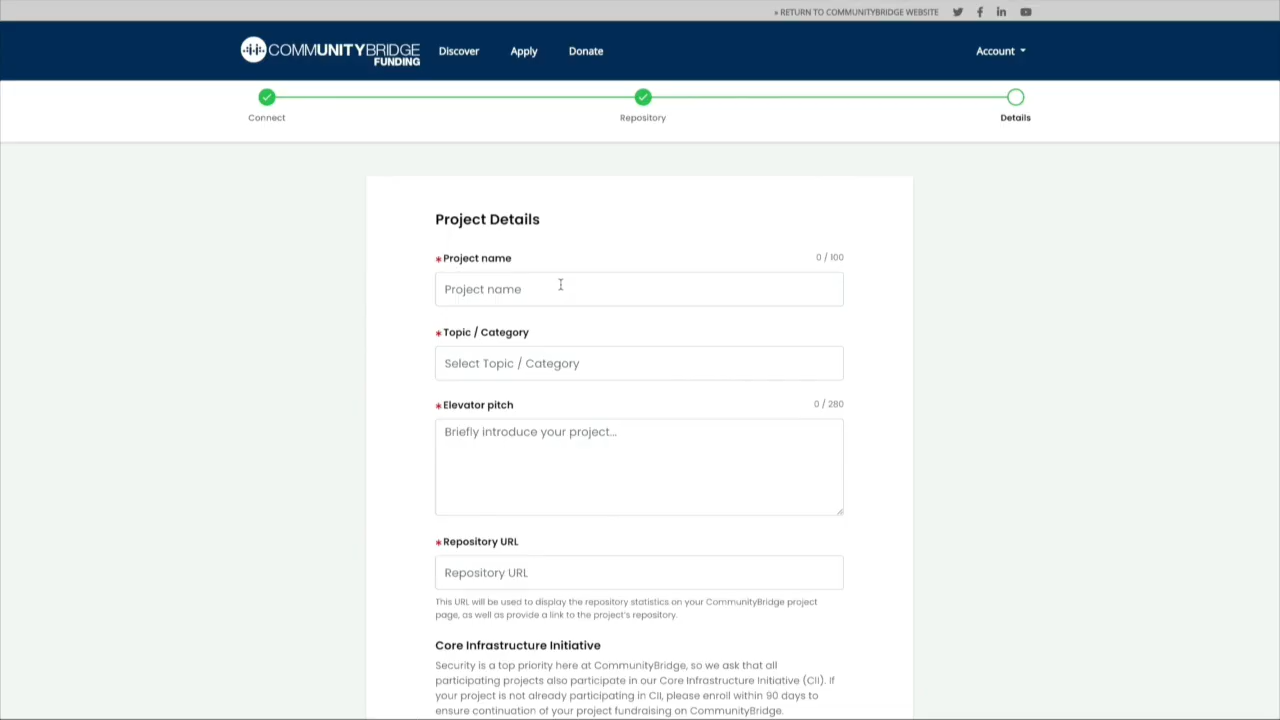 » RETURN TO COMMUNITYBRIDGE WEBSITE
COMMUNITYBRIDGE
FUNDING
Discover
Apply
Donate
Account
Connect
Repository
Details
Project Details
*Project name
0 / 100
Project name
*Topic / Category
Select Topic / Category
*Elevator pitch
0 / 280
Briefly introduce your project...
*Repository URL
Repository URL
This URL will be used to display the repository statistics on your CommunityBridge project
page, as well as provide a link to the project's repository.
Core Infrastructure Initiative
Security is a top priority here at CommunityBridge, so we ask that all
participating projects also participate in our Core Infrastructure Initiative (CII). If
your project is not already participating in CII, please enroll within 90 days to
ensure continuation of your project fundraising on CommunityBridge.